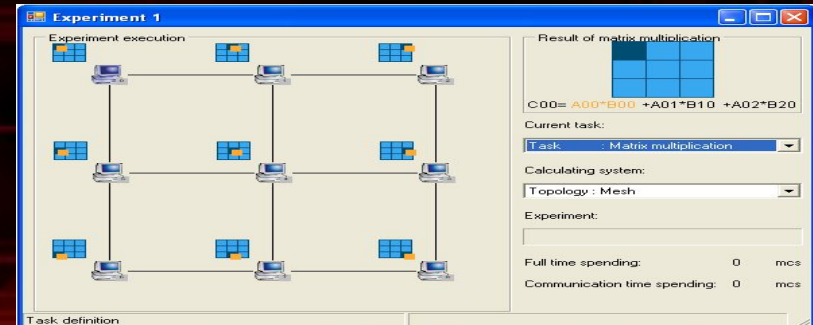 Experiment 1
Experiment execution
Result of matrix multiplication
C00= A00*B00 +A01*B10 +A02*B20
Current task:
Task : Matrix multiplication
Calculating system:
Topology : Mesh
Experiment:
Full time spending: 0 mcs
Communication time spending: 0 mcs
Task definition